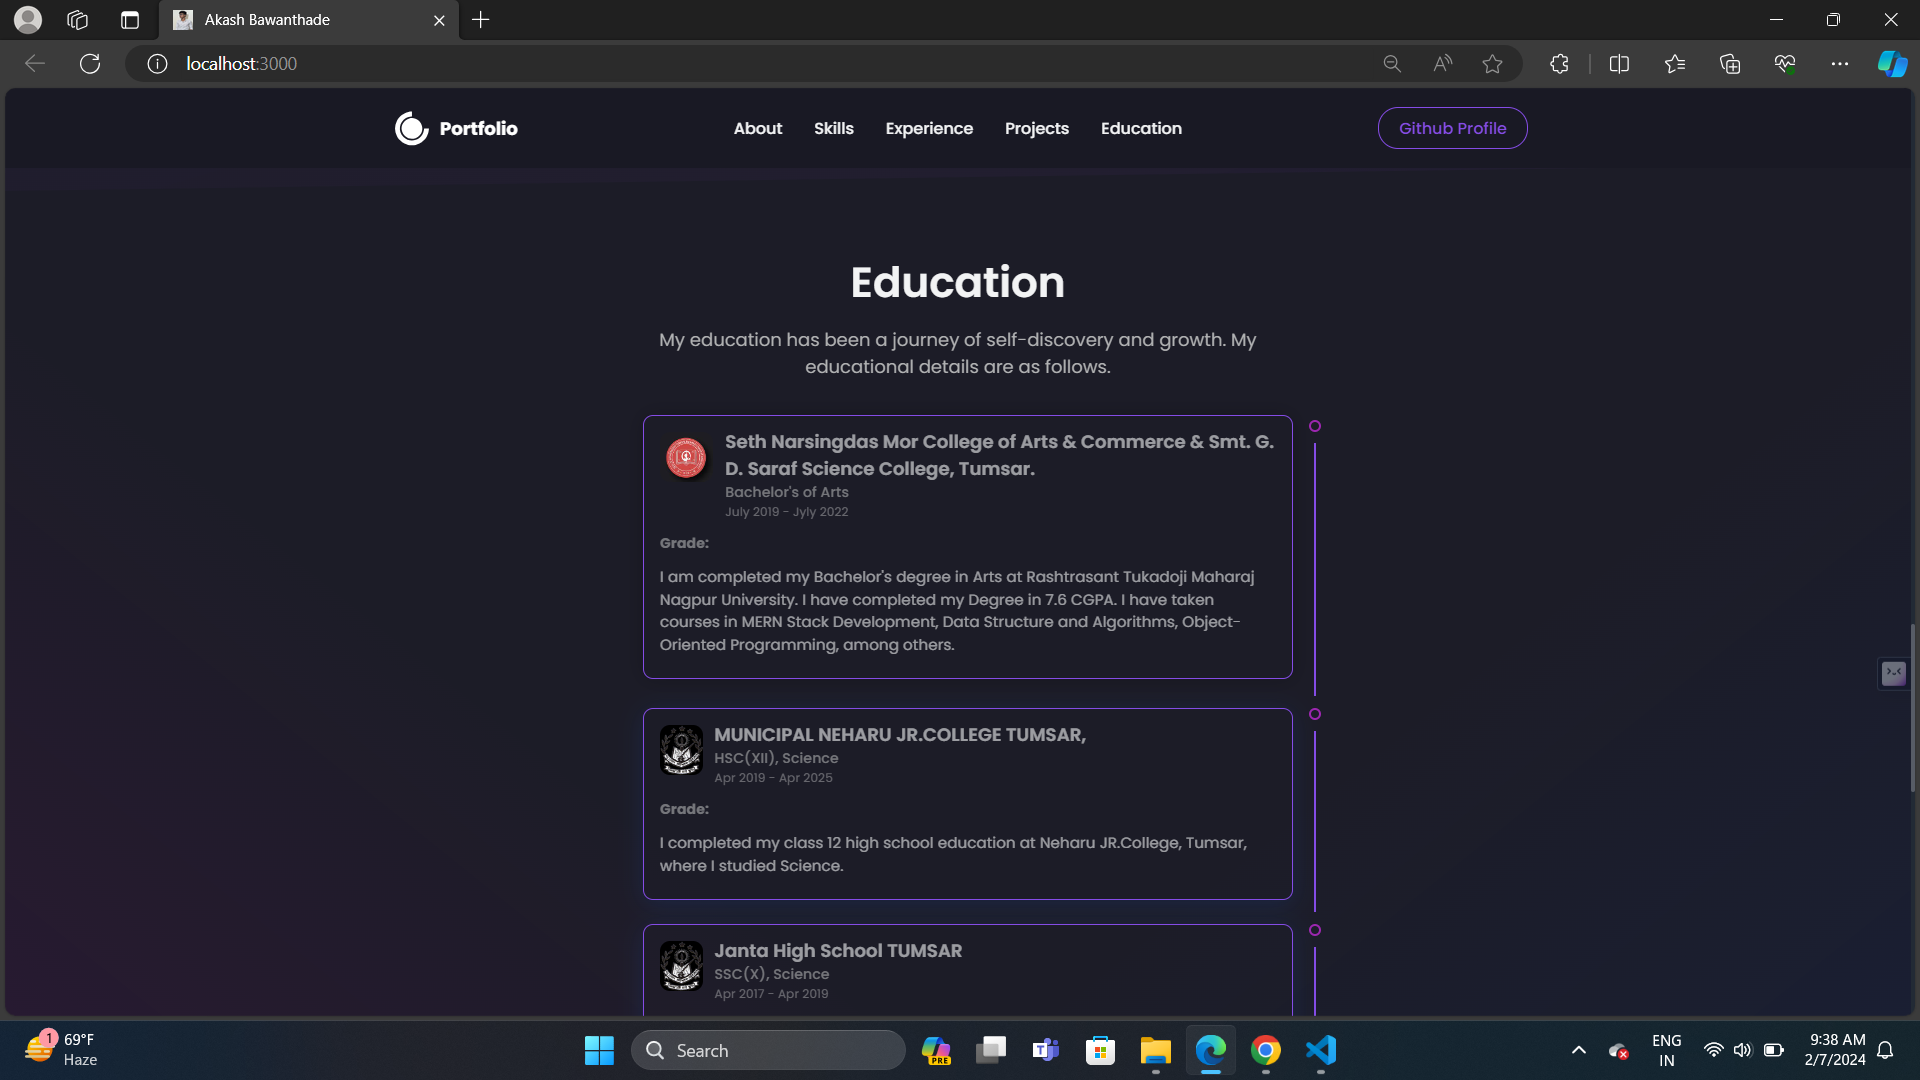 Akash Bawanthade
localhost:3000
Portfolio
About
Skills
Experience
Projects
Education
Github Profile
Education
My education has been a journey of self-discovery and growth. My
educational details are as follows.
Seth Narsingdas Mor College of Arts & Commerce & Smt. G.
D. Saraf Science College, Tumsar.
Bachelor's of Arts
July 2019 - Jyly 2022
Grade:
I am completed my Bachelor's degree in Arts at Rashtrasant Tukadoji Maharaj
Nagpur University. I have completed my Degree in 7.6 CGPA. I have taken
courses in MERN Stack Development, Data Structure and Algorithms, Object-
Oriented Programming, among others.
MUNICIPAL NEHARU JR.COLLEGE TUMSAR,
HSC(XII), Science
Apr 2019 - Apr 2025
Grade:
I completed my class 12 high school education at Neharu JR.College, Tumsar,
where I studied Science.
Janta High School TUMSAR
SSC(X), Science
Apr 2017 - Apr 2019
1
69°F
Haze
Search
PRE
ENG
IN
9:38 AM
2/7/2024